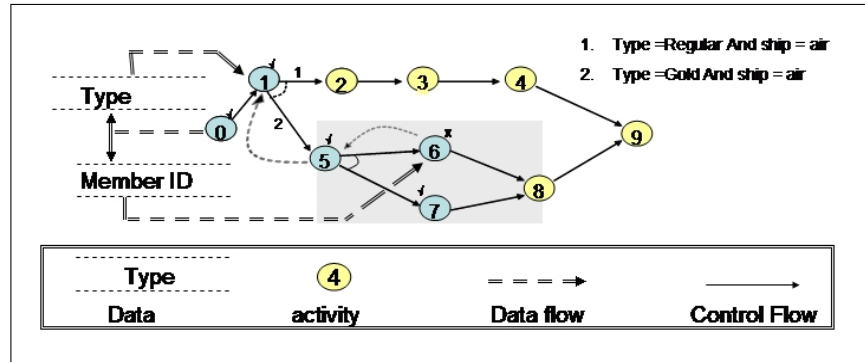 1. Type =Regular And ship = air
2. Type =Gold And ship = air
√
1
1
2
3
4
Type
√
0
2
9
√
5
x
6
Member ID
8
√
7
Type
4
Data
activity
Data flow
Control Flow